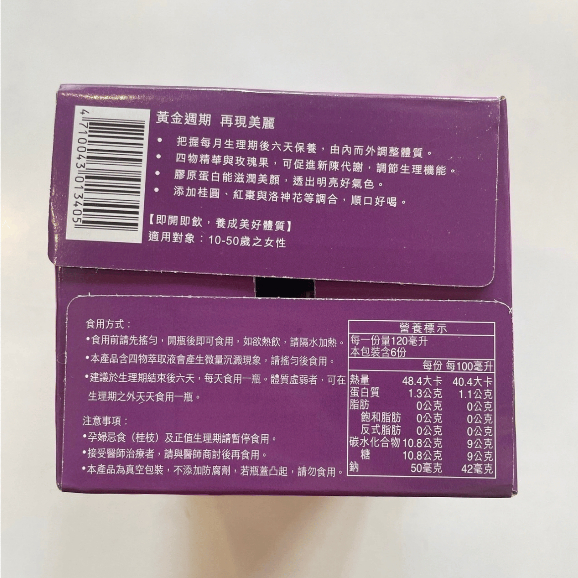 4710043013405
黃金週期 再現美麗
• 把握每月生理期後六天保養，由內而外調整體質。
• 四物精華與玫瑰果，可促進新陳代謝，調節生理機能。
• 膠原蛋白能滋潤美顏，透出明亮好氣色。
• 添加桂圓、紅棗與洛神花等調合，順口好喝。
【即開即飲，養成美好體質】
適用對象：10-50歲之女性
食用方式：
•食用前請先搖勻，開瓶後即可食用，如欲熱飲，請隔水加熱。
•本產品含四物萃取液會產生微量沉澱現象，請搖勻後食用。
•建議於生理期結束後六天，每天食用一瓶。體質虛弱者，可在
生理期之外天天食用一瓶。
注意事項：
•孕婦忌食（桂枝）及正值生理期請暫停食用。
•接受醫師治療者，請與醫師商討後再食用。
•本產品為真空包裝，不添加防腐劑，若瓶蓋凸起，請勿食用。
營養標示
每一份量120毫升
本包裝含6份
每份 每100毫升
熱量 48.4大卡 40.4大卡
蛋白質 1.3公克 1.1公克
脂肪 0公克 0公克
飽和脂肪 0公克 0公克
反式脂肪 0公克 0公克
碳水化合物 10.8公克 9公克
糖 10.8公克 9公克
鈉 50毫克 42毫克